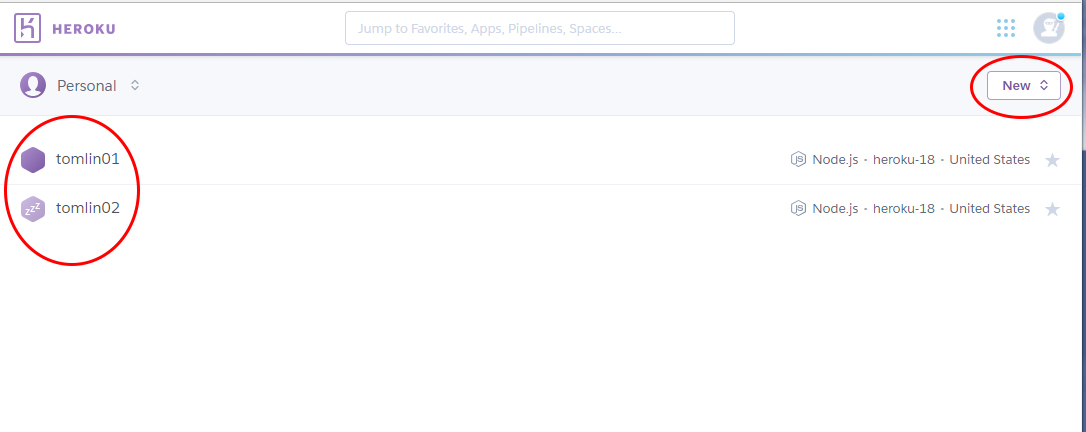 HEROKU
Jump to Favorites, Apps, Pipelines, Spaces...
Personal
New
tomlin01
Node.js · heroku-18 · United States
zzz tomlin02
Node.js · heroku-18 · United States